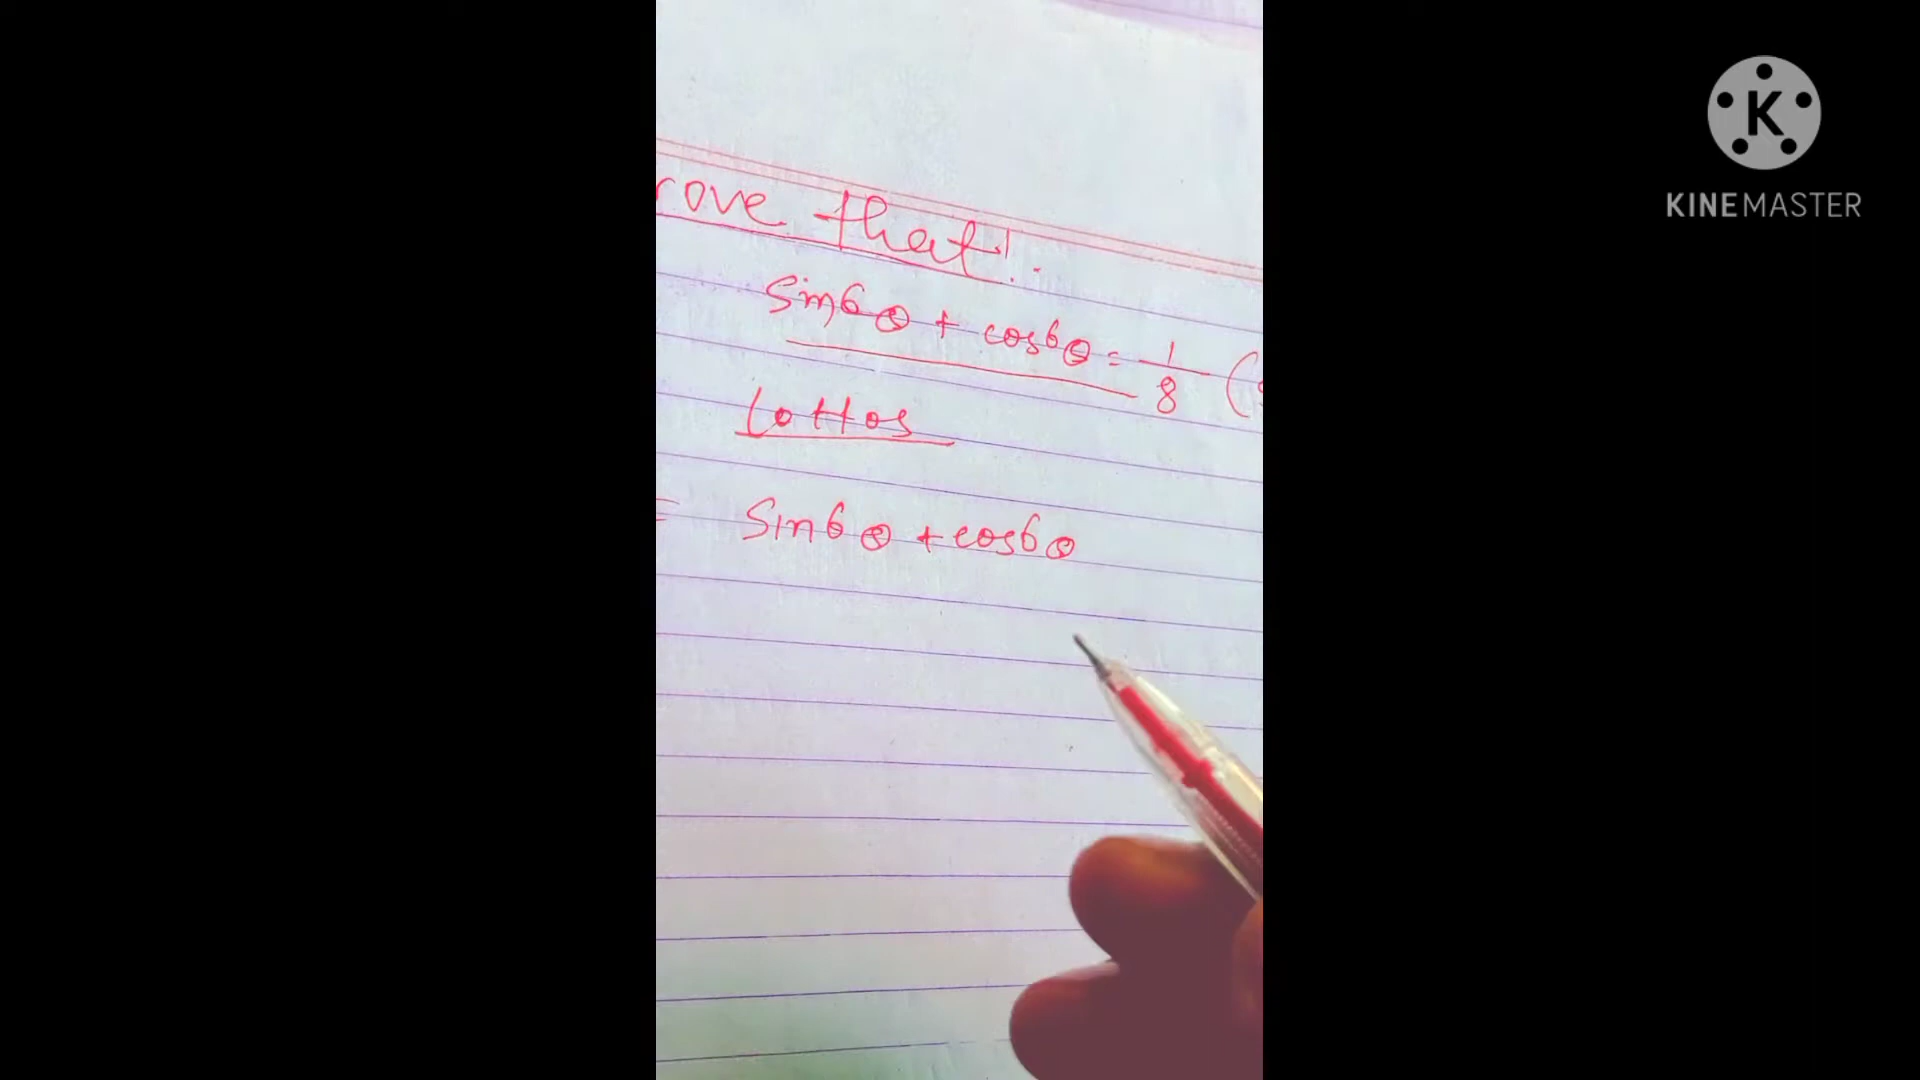 rove that:
sin6θ + cos6θ = 1/8 (
LoHos
= sin6θ + cos6θ
K
KINEMASTER